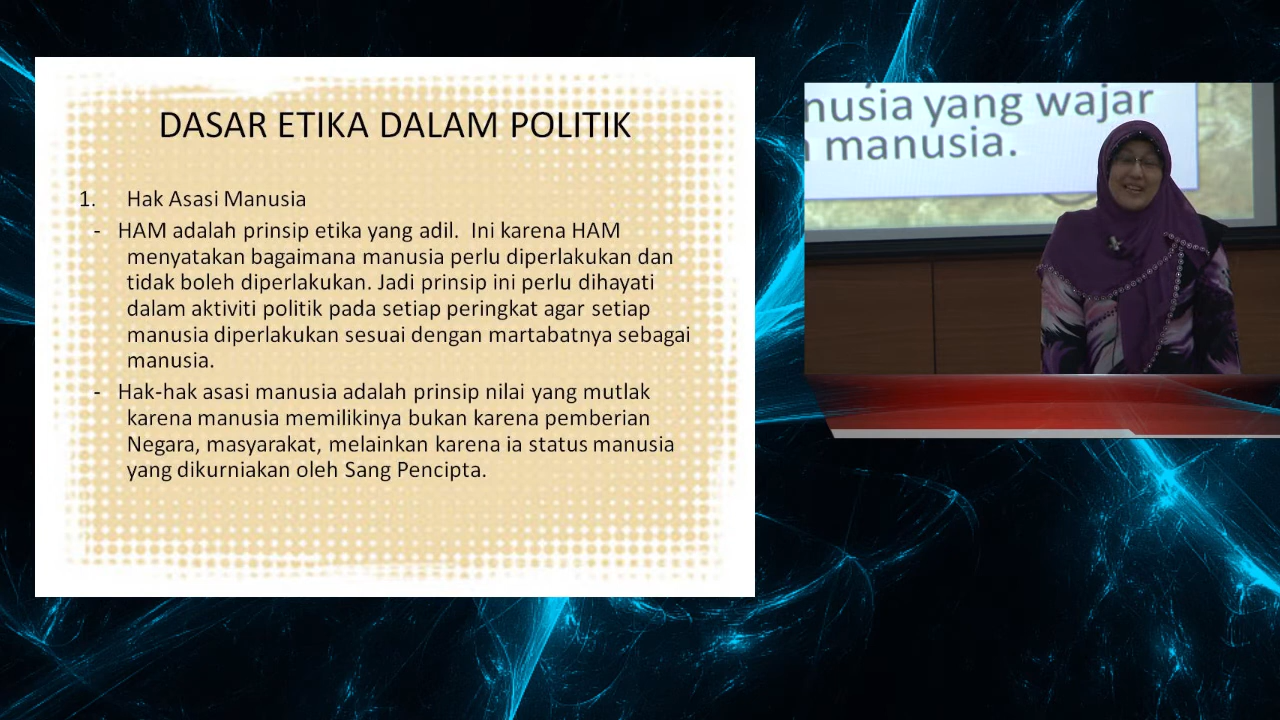 DASAR ETIKA DALAM POLITIK
1. Hak Asasi Manusia
- HAM adalah prinsip etika yang adil. Ini karena HAM
menyatakan bagaimana manusia perlu diperlakukan dan
tidak boleh diperlakukan. Jadi prinsip ini perlu dihayati
dalam aktiviti politik pada setiap peringkat agar setiap
manusia diperlakukan sesuai dengan martabatnya sebagai
manusia.
- Hak-hak asasi manusia adalah prinsip nilai yang mutlak
karena manusia memilikinya bukan karena pemberian
Negara, masyarakat, melainkan karena ia status manusia
yang dikurniakan oleh Sang Pencipta.
nusia yang wajar
manusia.